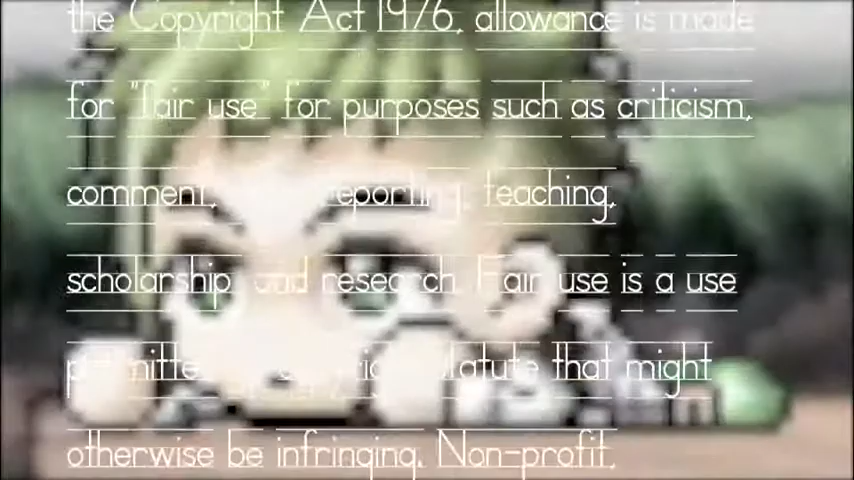 the Copyright Act 1976, allowance is made
for "fair use" for purposes such as criticism,
comment, reporting, teaching,
scholarship, and research. Fair use is a use
that might
otherwise be infringing. Non-profit,